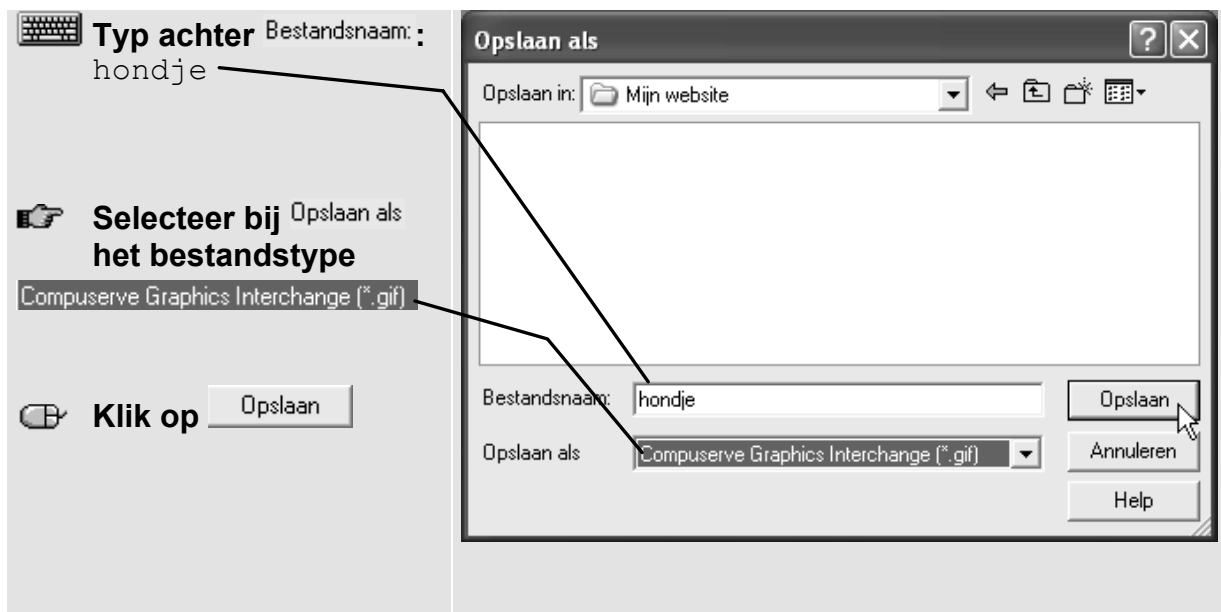 Typ achter Bestandsnaam: :
hondje
Selecteer bij Opslaan als
het bestandstype
Compuserve Graphics Interchange (*.gif)
Klik op Opslaan
Opslaan als
Opslaan in: Mijn website
Bestandsnaam: hondje Opslaan
Opslaan als Compuserve Graphics Interchange (*.gif) Annuleren
Help